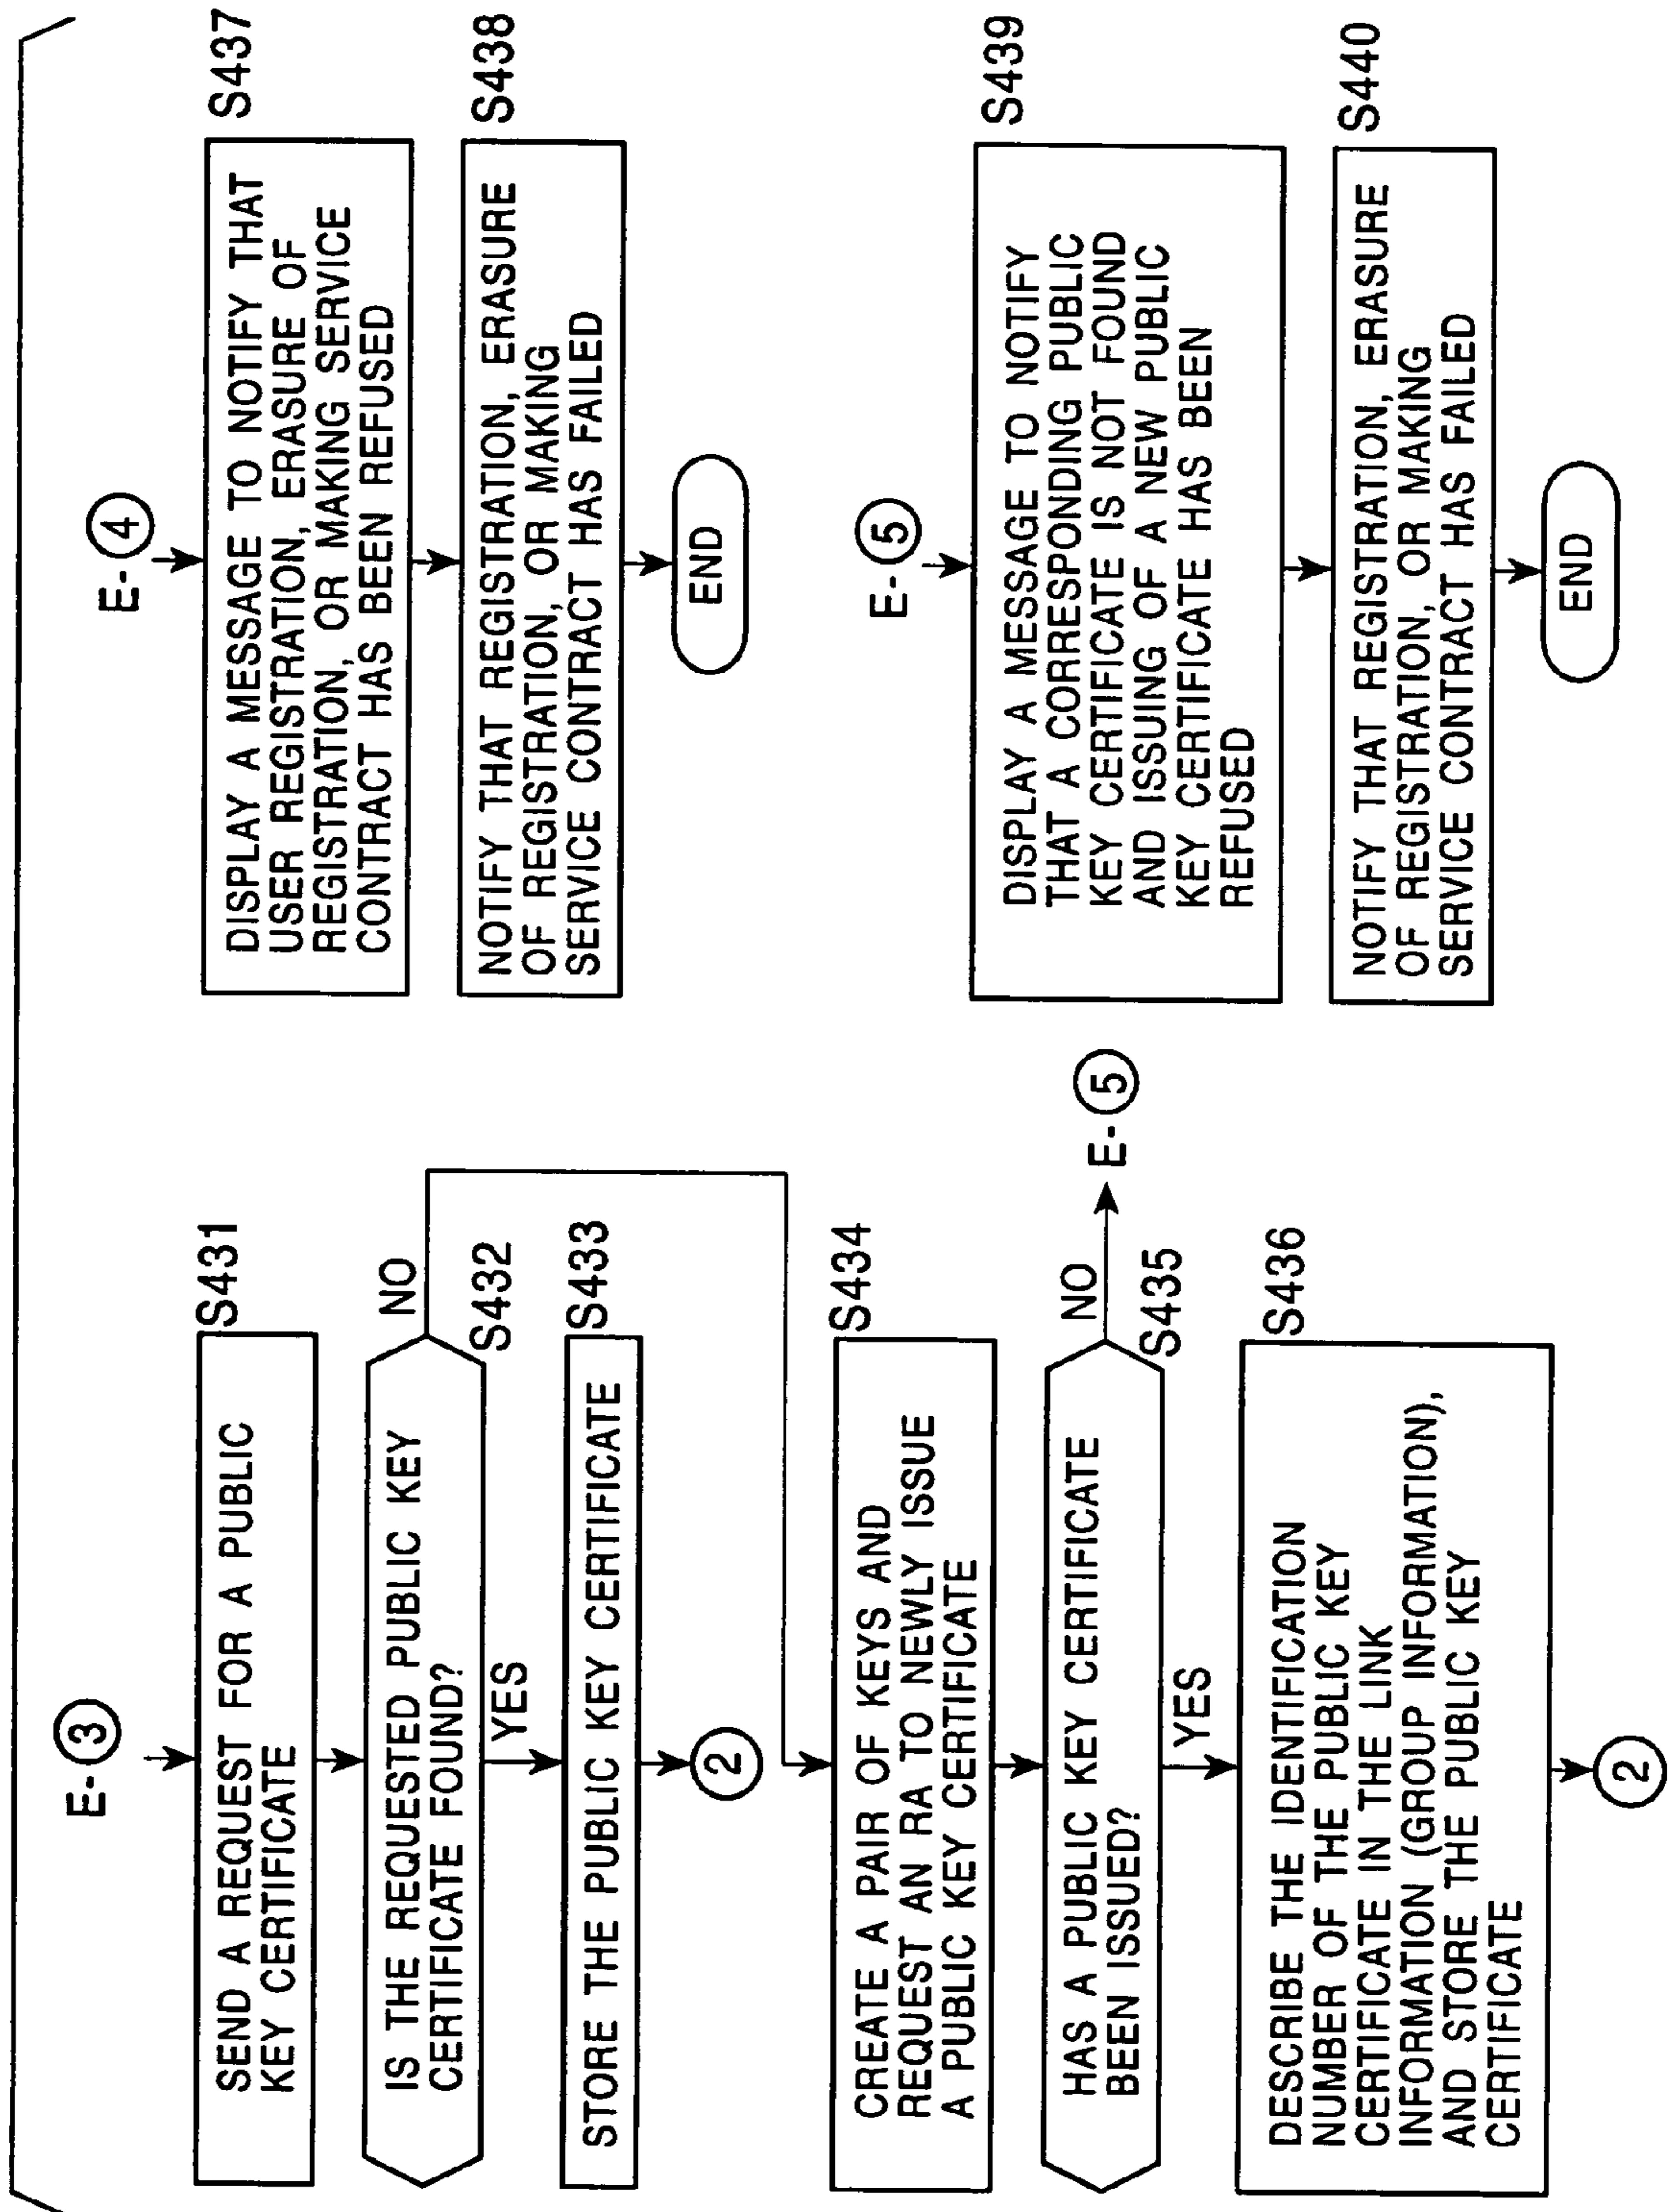 E-3
S431
SEND A REQUEST FOR A PUBLIC
KEY CERTIFICATE
IS THE REQUESTED PUBLIC KEY
CERTIFICATE FOUND?
NO
S432
YES
S433
STORE THE PUBLIC KEY CERTIFICATE
2
S434
CREATE A PAIR OF KEYS AND
REQUEST AN RA TO NEWLY ISSUE
A PUBLIC KEY CERTIFICATE
HAS A PUBLIC KEY CERTIFICATE
BEEN ISSUED?
NO
E-5
S435
YES
S436
DESCRIBE THE IDENTIFICATION
NUMBER OF THE PUBLIC KEY
CERTIFICATE IN THE LINK
INFORMATION (GROUP INFORMATION),
AND STORE THE PUBLIC KEY
CERTIFICATE
2
E-4
S437
DISPLAY A MESSAGE TO NOTIFY THAT
USER REGISTRATION, ERASURE OF
REGISTRATION, OR MAKING SERVICE
CONTRACT HAS BEEN REFUSED
S438
NOTIFY THAT REGISTRATION, ERASURE
OF REGISTRATION, OR MAKING
SERVICE CONTRACT HAS FAILED
END
E-5
S439
DISPLAY A MESSAGE TO NOTIFY
THAT A CORRESPONDING PUBLIC
KEY CERTIFICATE IS NOT FOUND
AND ISSUING OF A NEW PUBLIC
KEY CERTIFICATE HAS BEEN
REFUSED
S440
NOTIFY THAT REGISTRATION, ERASURE
OF REGISTRATION, OR MAKING
SERVICE CONTRACT HAS FAILED
END